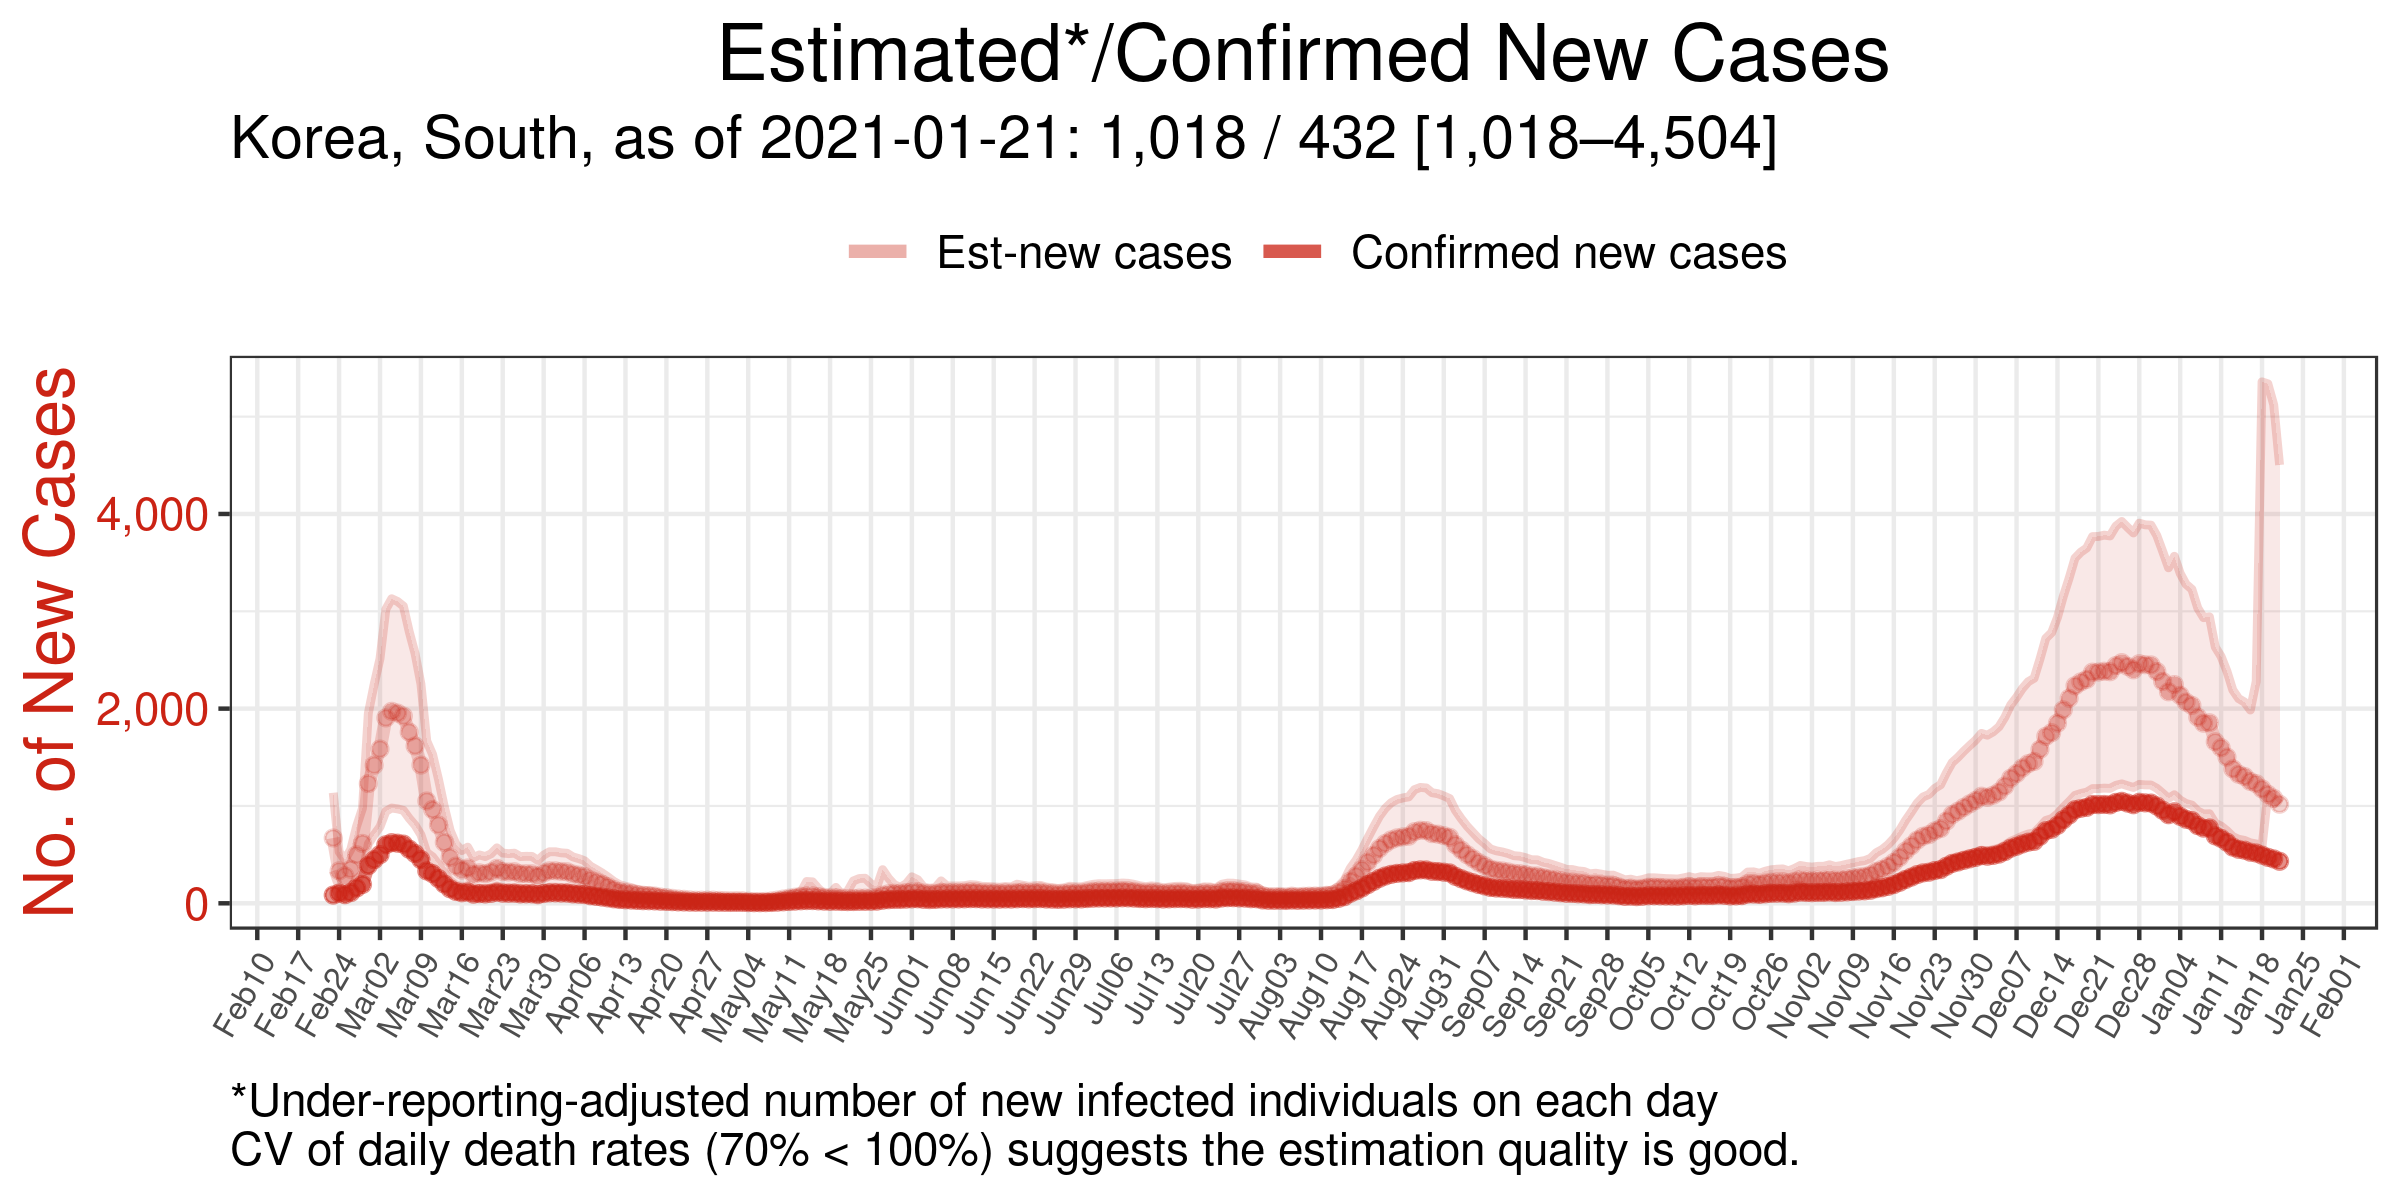 Estimated*/Confirmed New Cases
Korea, South, as of 2021-01-21: 1,018 / 432 [1,018–4,504]
Est-new cases Confirmed new cases
No. of New Cases
4,000
2,000
0
Feb10 Feb17 Feb24 Mar02 Mar09 Mar16 Mar23 Mar30 Apr06 Apr13 Apr20 Apr27 May04 May11 May18 May25 Jun01 Jun08 Jun15 Jun22 Jun29 Jul06 Jul13 Jul20 Jul27 Aug03 Aug10 Aug17 Aug24 Aug31 Sep07 Sep14 Sep21 Sep28 Oct05 Oct12 Oct19 Oct26 Nov02 Nov09 Nov16 Nov23 Nov30 Dec07 Dec14 Dec21 Dec28 Jan04 Jan11 Jan18 Jan25 Feb01
*Under-reporting-adjusted number of new infected individuals on each day
CV of daily death rates (70% < 100%) suggests the estimation quality is good.